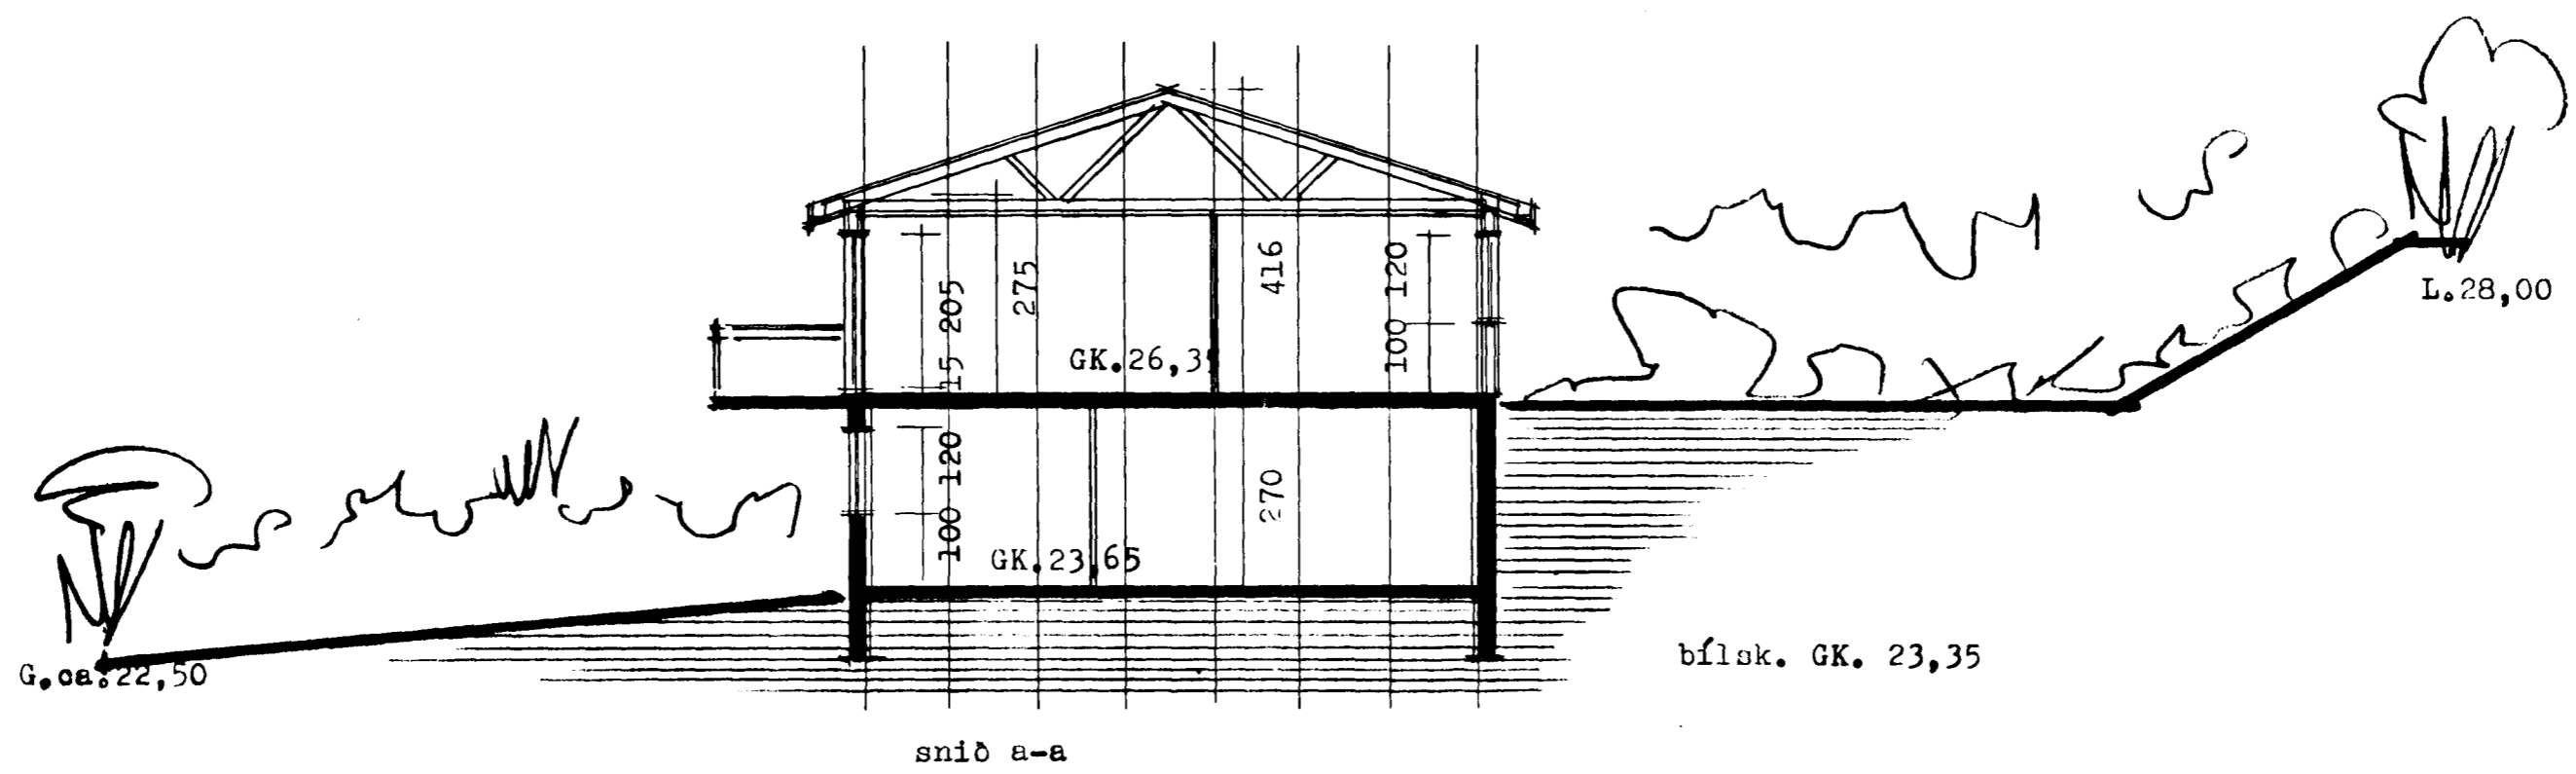 416
275
15 205
100 120
L.28,00
GK.26,3
100 120
270
GK.23,65
bílsk. GK. 23,35
G.ca.22,50
snið a-a